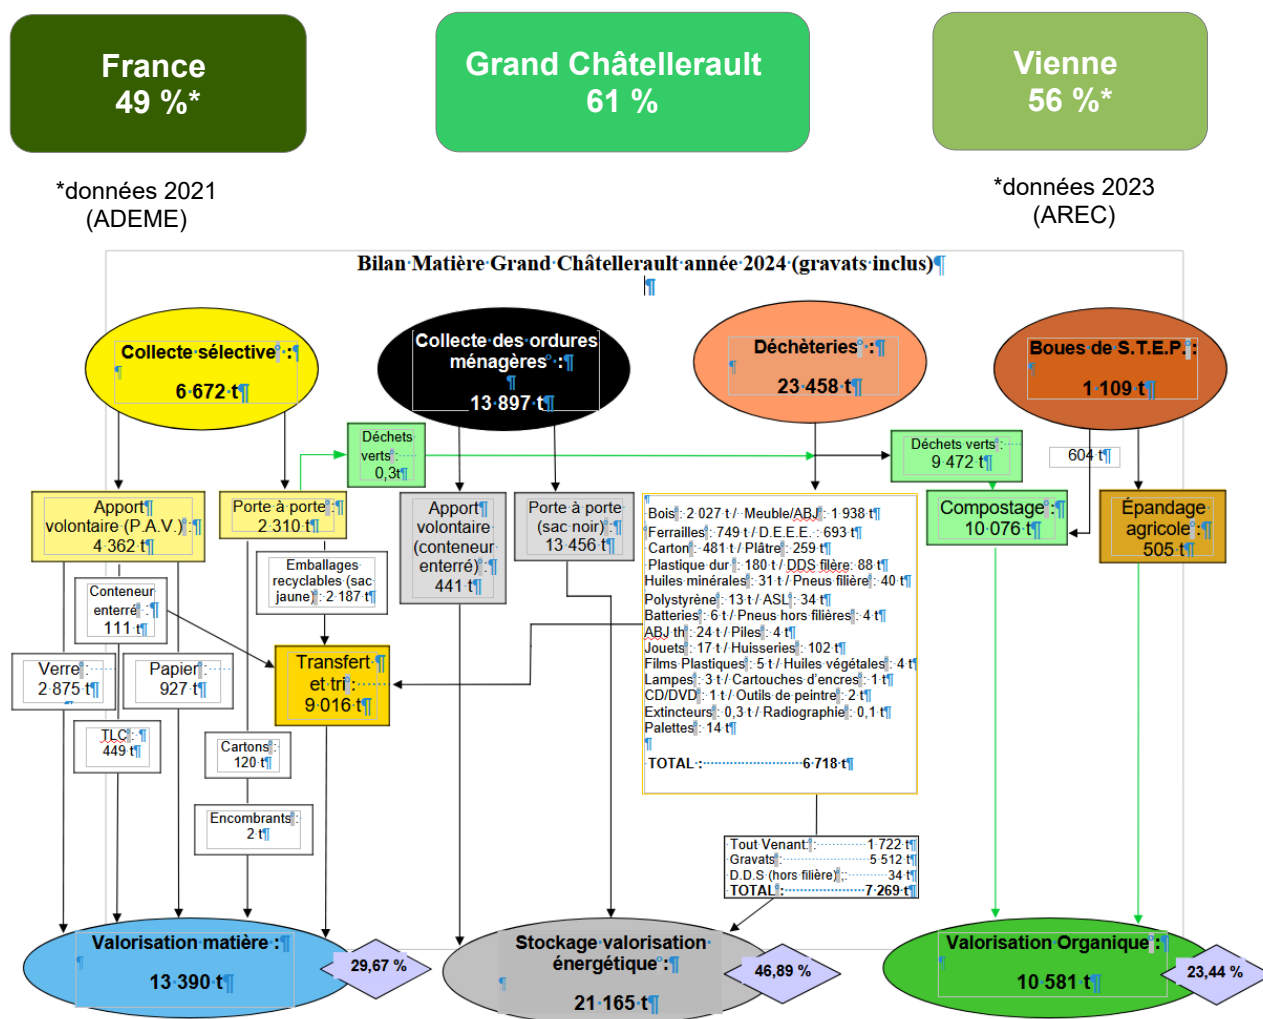 France
49 %*
Grand Châtellerault
61 %
Vienne
56 %*
*données 2021
(ADEME)
*données 2023
(AREC)
Bilan·Matière·Grand·Châtellerault·année·2024·(gravats·inclus)¶
¶
Collecte·sélective°·:¶
¶
6·672·t¶
Collecte·des·ordures·
ménagères°·:¶
¶
13·897·t¶
Déchèteries°·:¶
¶
23·458·t¶
Boues·de·S.T.E.P.°·:
¶
1·109·t¶
Déchets
verts°:
0,3t¶
Déchets·verts°:
9·472·t¶
604·t¶
Apport¶
volontaire·(P.A.V.)°:¶
4·362·t¶
Porte·à·porte°:¶
2·310·t¶
Apport
volontaire
(conteneur
enterré)°:
441·t¶
Porte·à·porte·
(sac·noir)°:
13·456·t¶
Compostage°:
10·076·t¶
Épandage·
agricole°:
505·t¶
Conteneur
enterré°:¶
111·t¶
Emballages
recyclables·(sac·
jaune)°:·2·187·t¶
Verre°:
2·875·t¶
¶
Papier°:
927·t¶
Transfert·¶
et·tri°:
9·016·t¶
TLC°:·¶
449·t¶
Cartons°:
120·t¶
Encombrants°:
2·t¶
¶
Bois°:·2·027·t·/··Meuble/ABJ°:·1·938·t¶
Ferrailles°:·749·t·/·D.E.E.E.·:·693·t¶
Carton°:·481·t·/·Plâtre°:·259·t¶
Plastique·dur·°:·180·t·/·DDS·filère·:·88·t¶
Huiles·minérales°:·31·t·/·Pneus·filière°:·40·t¶
Polystyrène°:·13·t·/·ASL°:·34·t¶
Batteries°:·6·t·/·Pneus·hors·filières°:·4·t¶
ABJ·th°:·24·t·/·Piles°:·4·t¶
Jouets°:·17·t·/·Huisseries°:·102·t¶
Films·Plastiques°:·5·t·/·Huiles·végétales°:·4·t¶
Lampes°:·3·t·/·Cartouches·d'encres°:·1·t¶
CD/DVD°:·1·t·/·Outils·de·peintre°:·2·t¶
Extincteurs°:·0,3·t·/·Radiographie°:·0,1·t¶
Palettes°:·14·t¶
¶
TOTAL·:·6·718·t¶
Tout·Venant:°:·1·722·t¶
Gravats°:·5·512·t¶
D.D.S·(hors·filière)°;:·34·t¶
TOTAL°:·7·269·t¶
Valorisation·matière·:¶
¶
13·390·t¶
29,67 %
Stockage·valorisation·
énergétique°:¶
¶
21·165·t¶
46,89 %
Valorisation·Organique°:¶
¶
10·581·t¶
23,44 %